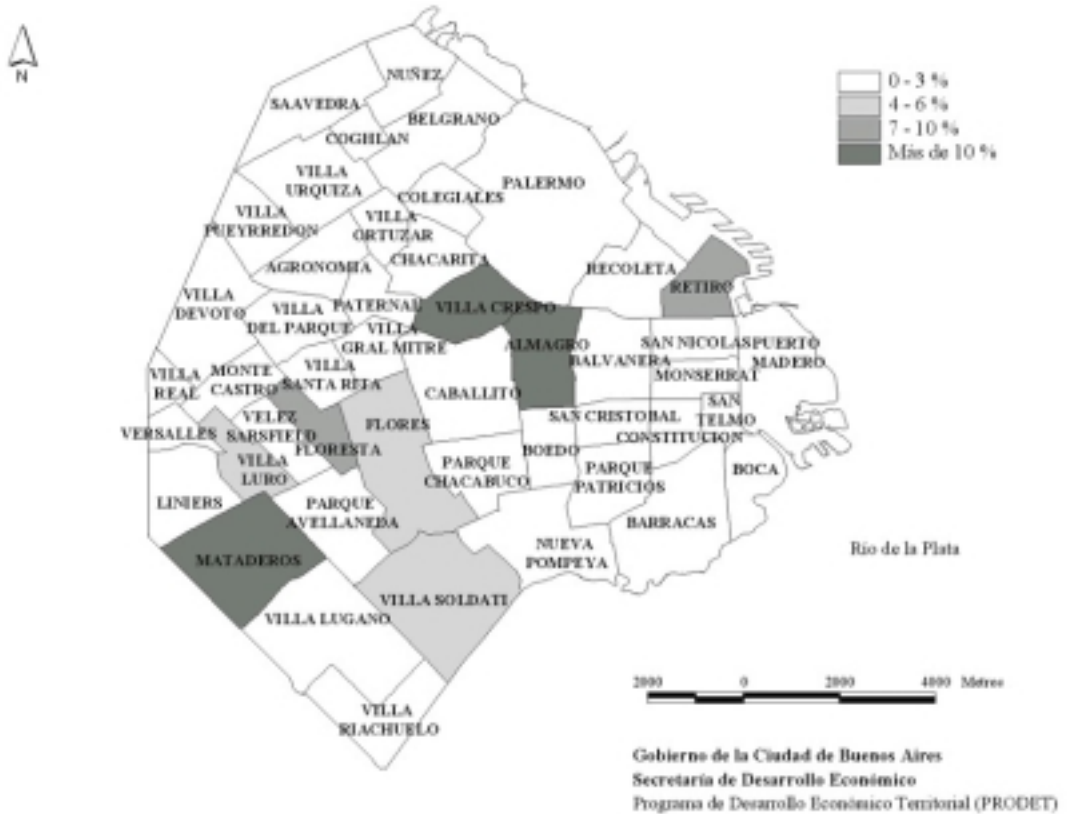 N
0 - 3 %
4 - 6 %
7 - 10 %
Más de 10 %
NUÑEZ
SAAVEDRA
BELGRANO
COGHLAN
VILLA
URQUIZA
COLEGIALES
PALERMO
VILLA
PUEYRREDON
VILLA
ORTUZAR
CHACARITA
AGRONOMIA
RECOLETA
RETIRO
VILLA
DEVOTO
VILLA
DEL PARQUE
PATERNAL
VILLA CRESPO
VILLA
GRAL MITRE
ALMAGRO
BALVANERA
SAN NICOLAS
PUERTO
MADERO
MONSERRAT
VILLA
REAL
MONTE
CASTRO
VILLA
SANTA RITA
CABALLITO
SAN CRISTOBAL
SAN
TELMO
CONSTITUCION
VERSALLES
VELEZ
SARSFIELD
FLORESTA
FLORES
BOEDO
VILLA
LURO
PARQUE
CHACABUCO
PARQUE
PATRICIOS
BOCA
LINIERS
PARQUE
AVELLANEDA
BARRACAS
NUEVA
POMPEYA
Río de la Plata
MATADEROS
VILLA SOLDATI
VILLA LUGANO
VILLA
RIACHUELO
2000 0 2000 4000 Metros
Gobierno de la Ciudad de Buenos Aires
Secretaría de Desarrollo Económico
Programa de Desarrollo Económico Territorial (PRODET)